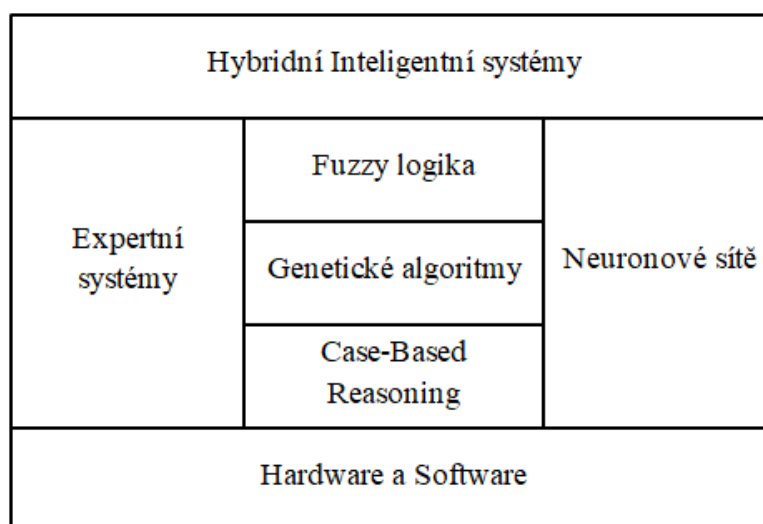 Hybridní Inteligentní systémy
Fuzzy logika
Expertní
systémy
Genetické algoritmy
Neuronové sítě
Case-Based
Reasoning
Hardware a Software